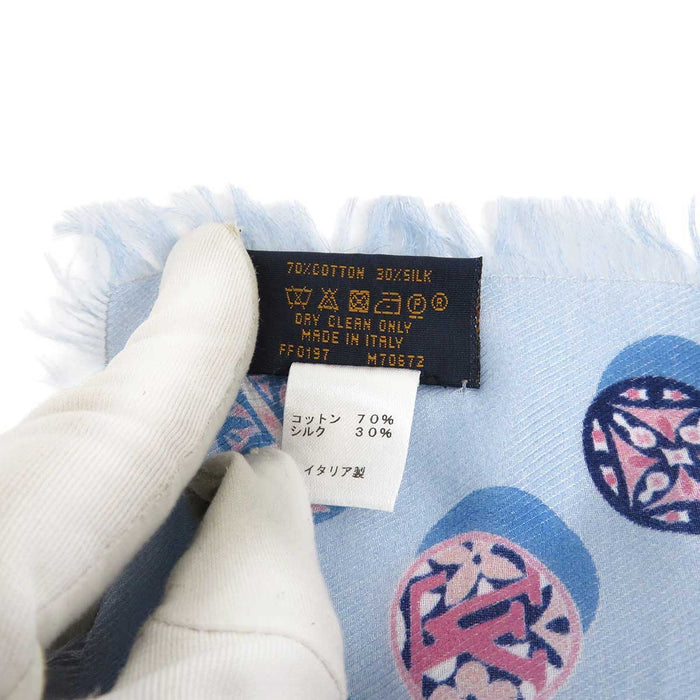 70%COTTON 30%SILK
DRY CLEAN ONLY
MADE IN ITALY
FF0197 M70672
コットン 70%
シルク 30%
イタリア製
LV